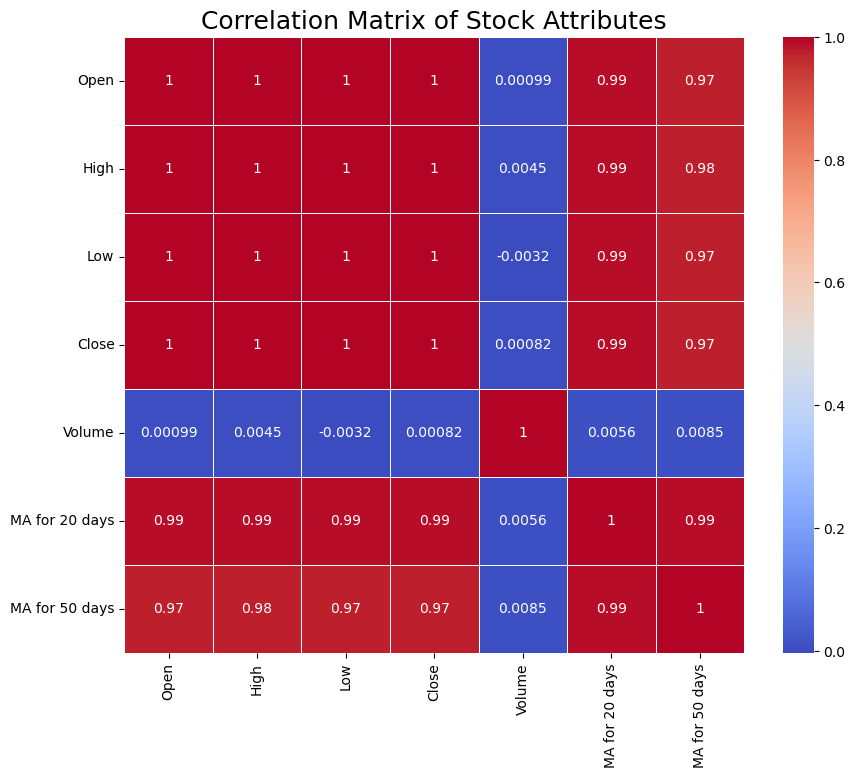 Correlation Matrix of Stock Attributes
Open 1 1 1 1 0.00099 0.99 0.97
High 1 1 1 1 0.0045 0.99 0.98
Low 1 1 1 1 -0.0032 0.99 0.97
Close 1 1 1 1 0.00082 0.99 0.97
Volume 0.00099 0.0045 -0.0032 0.00082 1 0.0056 0.0085
MA for 20 days 0.99 0.99 0.99 0.99 0.0056 1 0.99
MA for 50 days 0.97 0.98 0.97 0.97 0.0085 0.99 1
Open High Low Close Volume MA for 20 days MA for 50 days
1.0
0.8
0.6
0.4
0.2
0.0